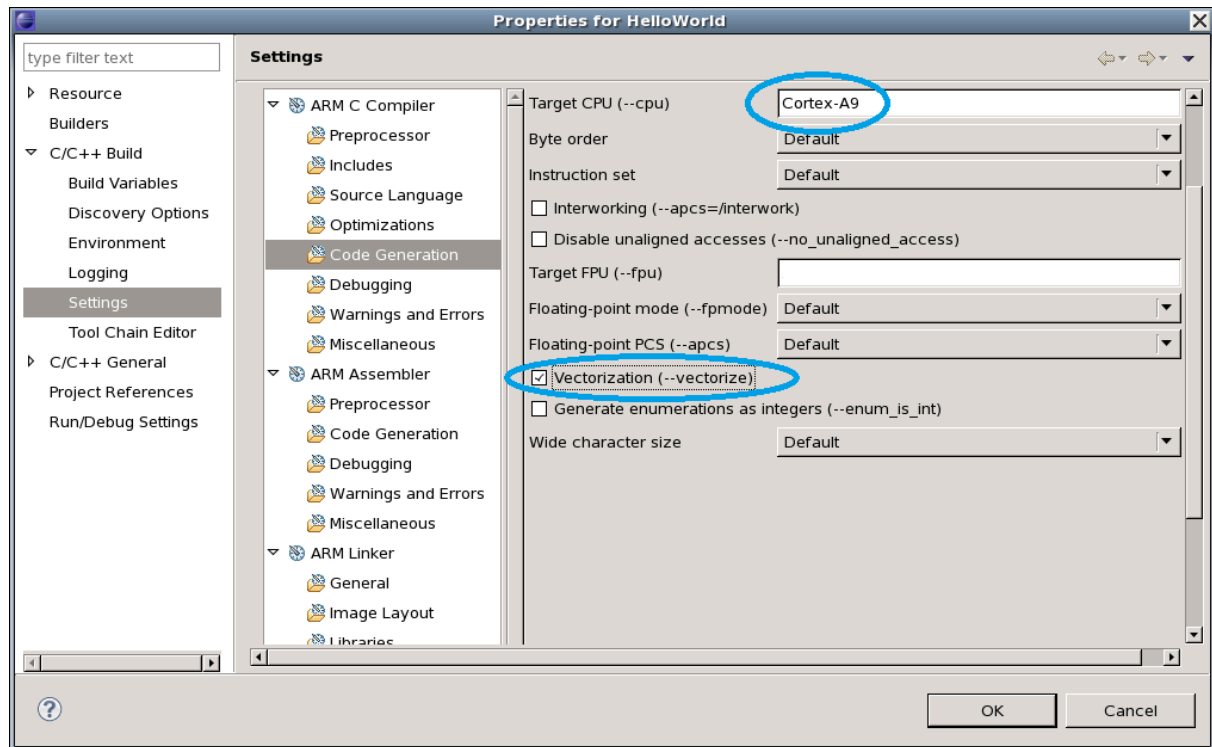 Properties for HelloWorld
type filter text
Resource
Builders
C/C++ Build
Build Variables
Discovery Options
Environment
Logging
Settings
Tool Chain Editor
C/C++ General
Project References
Run/Debug Settings
Settings
ARM C Compiler
Preprocessor
Includes
Source Language
Optimizations
Code Generation
Debugging
Warnings and Errors
Miscellaneous
ARM Assembler
Preprocessor
Code Generation
Debugging
Warnings and Errors
Miscellaneous
ARM Linker
General
Image Layout
Libraries
Target CPU (--cpu) Cortex-A9
Byte order Default
Instruction set Default
Interworking (--apcs=/interwork)
Disable unaligned accesses (--no_unaligned_access)
Target FPU (--fpu)
Floating-point mode (--fpmode) Default
Floating-point PCS (--apcs) Default
Vectorization (--vectorize)
Generate enumerations as integers (--enum_is_int)
Wide character size Default
?
OK Cancel